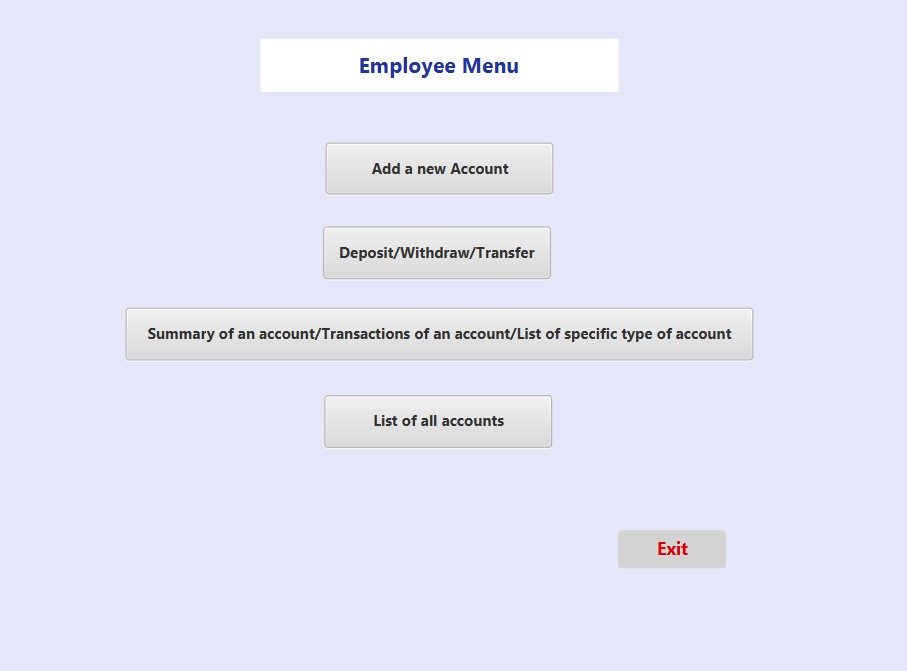 Employee Menu
Add a new Account
Deposit/Withdraw/Transfer
Summary of an account/Transactions of an account/List of specific type of account
List of all accounts
Exit